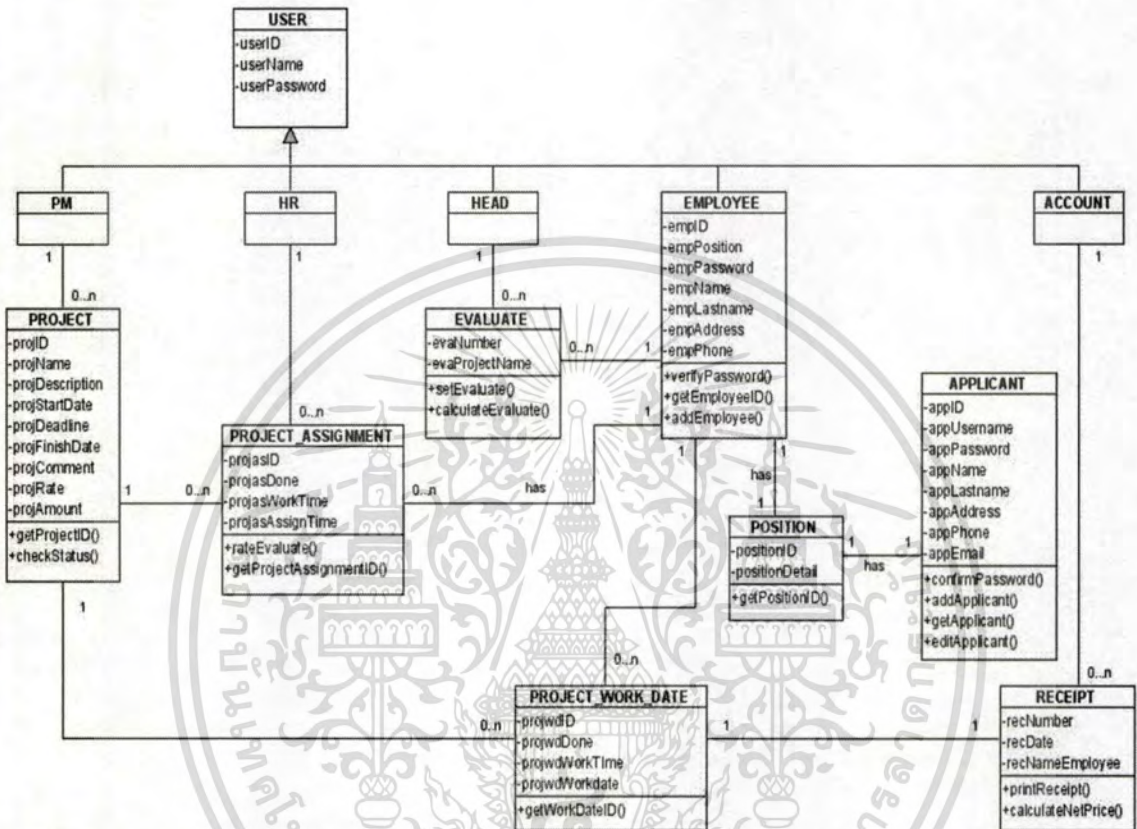 USER
-userID
-userName
-userPassword
PM
HR
HEAD
EMPLOYEE
-empID
-empPosition
-empPassword
-empName
-empLastname
-empAddress
-empPhone
+verifyPassword()
+getEmployeeID()
+addEmployee()
ACCOUNT
1
1
1
1
0...n
0...n
0...n
PROJECT
-projID
-projName
-projDescription
-projStartDate
-projDeadline
-projFinishDate
-projComment
-projRate
-projAmount
+getProjectID()
+checkStatus()
EVALUATE
-evaNumber
-evaProjectName
+setEvaluate()
+calculateEvaluate()
0...n
1
PROJECT_ASSIGNMENT
-projasID
-projasDone
-projasWorkTime
-projasAssignTime
+rateEvaluate()
+getProjectAssignmentID()
1
0...n
0...n
has
1
1
1
has
1
POSITION
-positionID
-positionDetail
+getPositionID()
1
1
has
APPLICANT
-appID
-appUsername
-appPassword
-appName
-appLastname
-appAddress
-appPhone
-appEmail
+confirmPassword()
+addApplicant()
+getApplicant()
+editApplicant()
1
0...n
0...n
0...n
PROJECT_WORK_DATE
-projwdID
-projwdDone
-projwdWorkTIme
-projwdWorkdate
+getWorkDateID()
1
1
RECEIPT
-recNumber
-recDate
-recNameEmployee
+printReceipt()
+calculateNetPrice()